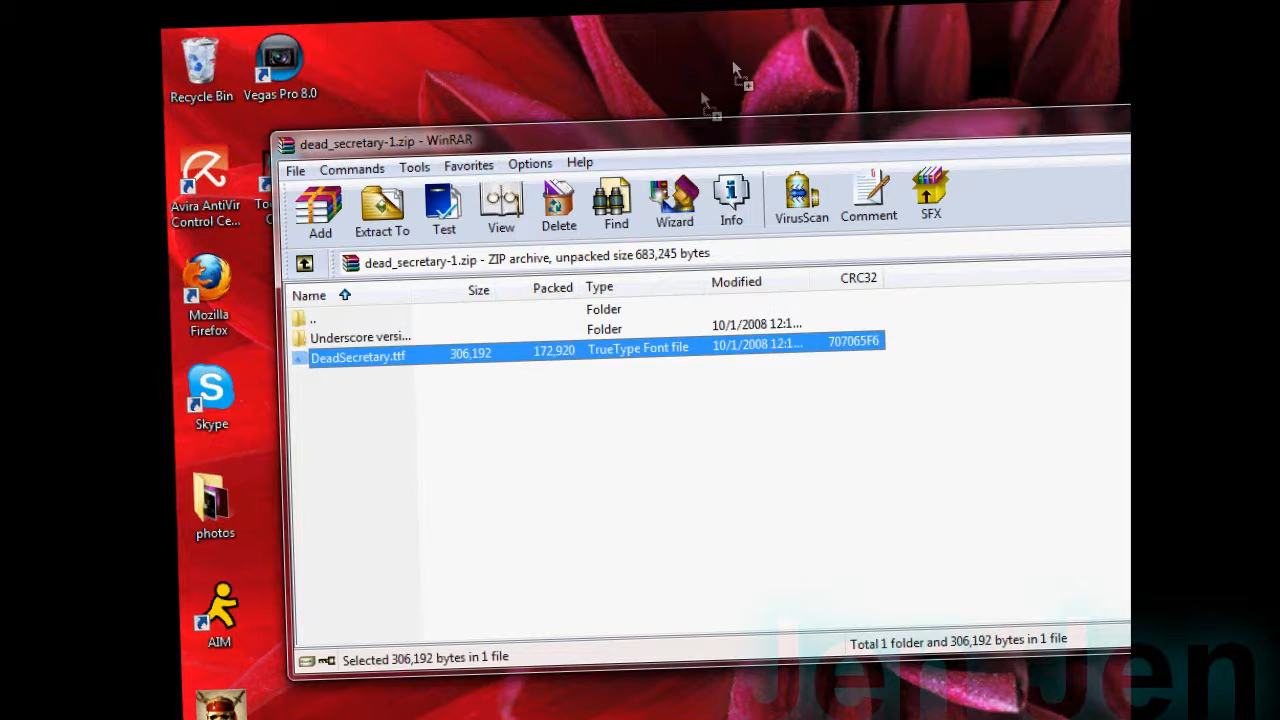 Recycle Bin
Vegas Pro 8.0
Avira AntiVir
Control Ce...
Mozilla
Firefox
Skype
photos
AIM
dead_secretary-1.zip - WinRAR
File Commands Tools Favorites Options Help
Add Extract To Test View Delete Find Wizard Info VirusScan Comment SFX
dead_secretary-1.zip - ZIP archive, unpacked size 683,245 bytes
Name Size Packed Type Modified CRC32
.. Folder
Underscore versi... Folder 10/1/2008 12:1...
DeadSecretary.ttf 306,192 172,920 TrueType Font file 10/1/2008 12:1... 707065F6
Selected 306,192 bytes in 1 file
Total 1 folder and 306,192 bytes in 1 file
Jen Jen